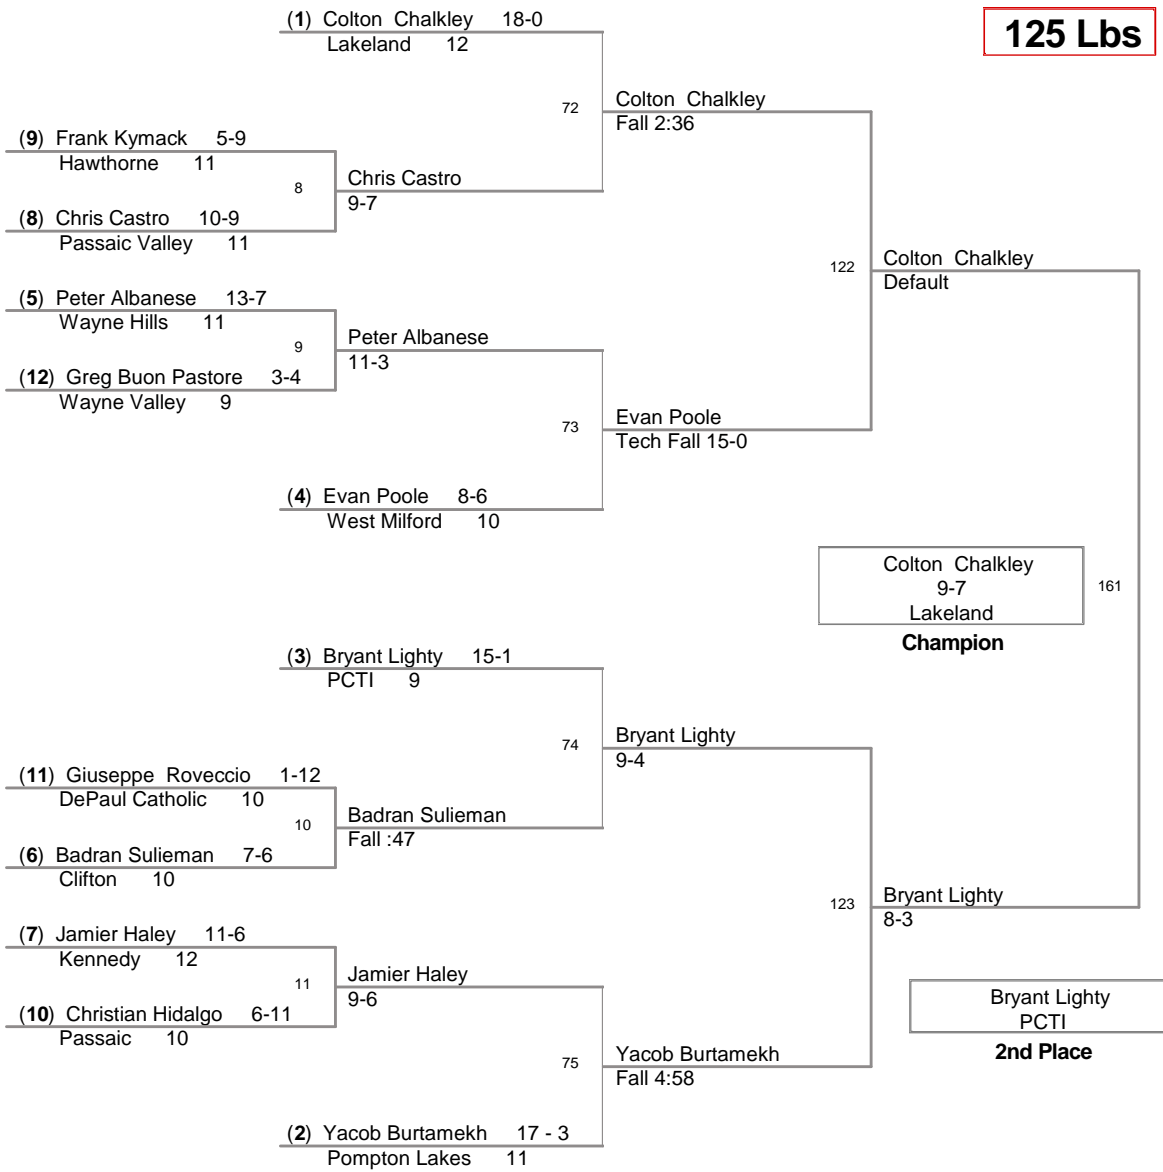 (1) Colton Chalkley 18-0
Lakeland 12
125 Lbs
72
Colton Chalkley
Fall 2:36
(9) Frank Kymack 5-9
Hawthorne 11
8
Chris Castro
9-7
(8) Chris Castro 10-9
Passaic Valley 11
122
Colton Chalkley
Default
(5) Peter Albanese 13-7
Wayne Hills 11
9
Peter Albanese
11-3
(12) Greg Buon Pastore 3-4
Wayne Valley 9
73
Evan Poole
Tech Fall 15-0
(4) Evan Poole 8-6
West Milford 10
Colton Chalkley
9-7
Lakeland
Champion
161
(3) Bryant Lighty 15-1
PCTI 9
74
Bryant Lighty
9-4
(11) Giuseppe Roveccio 1-12
DePaul Catholic 10
10
Badran Sulieman
Fall :47
(6) Badran Sulieman 7-6
Clifton 10
123
Bryant Lighty
8-3
(7) Jamier Haley 11-6
Kennedy 12
11
Jamier Haley
9-6
(10) Christian Hidalgo 6-11
Passaic 10
Bryant Lighty
PCTI
2nd Place
75
Yacob Burtamekh
Fall 4:58
(2) Yacob Burtamekh 17 - 3
Pompton Lakes 11